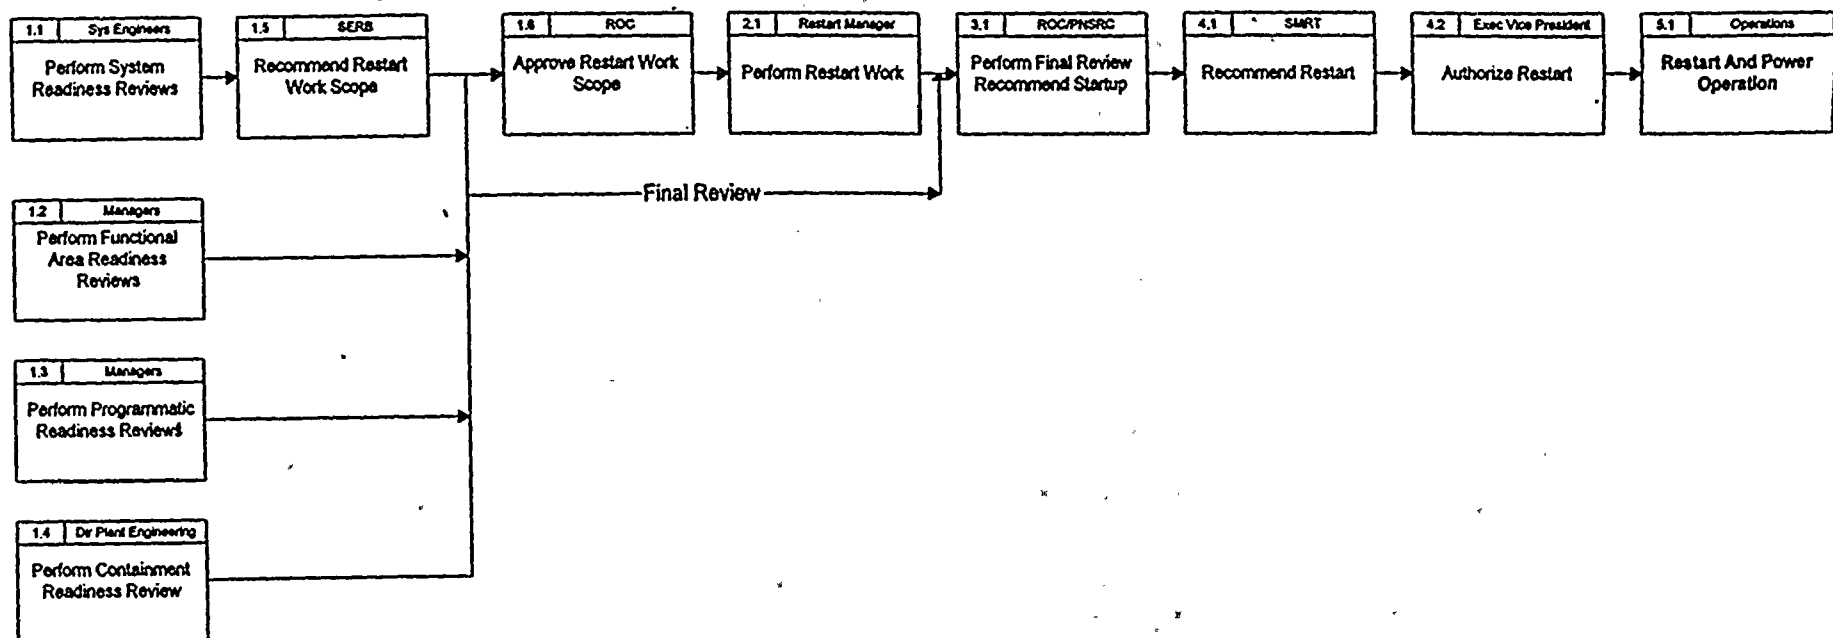 1.1 Sys Engineers
Perform System
Readiness Reviews
1.5 SERB
Recommend Restart
Work Scope
1.6 ROC
Approve Restart Work
Scope
2.1 Restart Manager
Perform Restart Work
3.1 ROC/PNSRC
Perform Final Review
Recommend Startup
4.1 SMRT
Recommend Restart
4.2 Exec Vice President
Authorize Restart
5.1 Operations
Restart And Power
Operation
Final Review
1.2 Managers
Perform Functional
Area Readiness
Reviews
1.3 Managers
Perform Programmatic
Readiness Reviews
1.4 Dir Plant Engineering
Perform Containment
Readiness Review